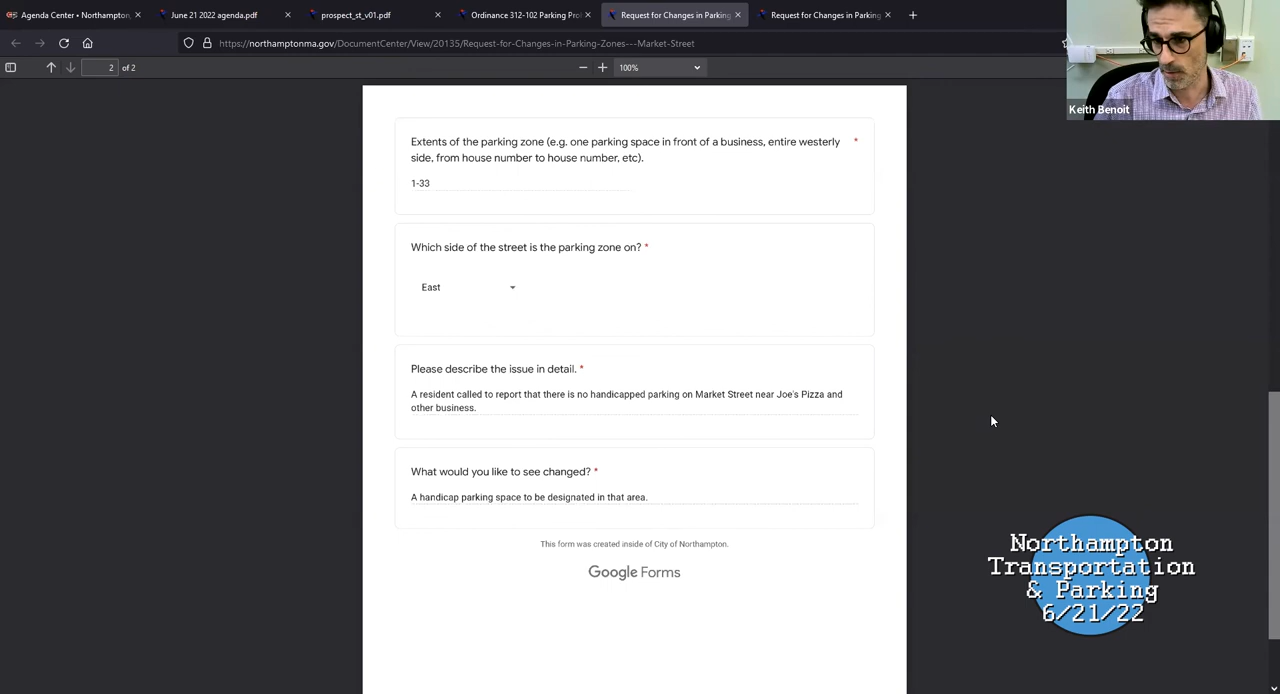 Agenda Center • Northampton,
June 21 2022 agenda.pdf
prospect_st_v01.pdf
Ordinance 312-102 Parking Pro
Request for Changes in Parking
Request for Changes in Parking
https://northamptonma.gov/DocumentCenter/View/20135/Request-for-Changes-in-Parking-Zones---Market-Street
2 of 2
100%
Keith Benoit
Extents of the parking zone (e.g. one parking space in front of a business, entire westerly *
side, from house number to house number, etc).
1-33
Which side of the street is the parking zone on? *
East
Please describe the issue in detail. *
A resident called to report that there is no handicapped parking on Market Street near Joe's Pizza and
other business.
What would you like to see changed? *
A handicap parking space to be designated in that area.
This form was created inside of City of Northampton.
Google Forms
Northampton
Transportation
& Parking
6/21/22